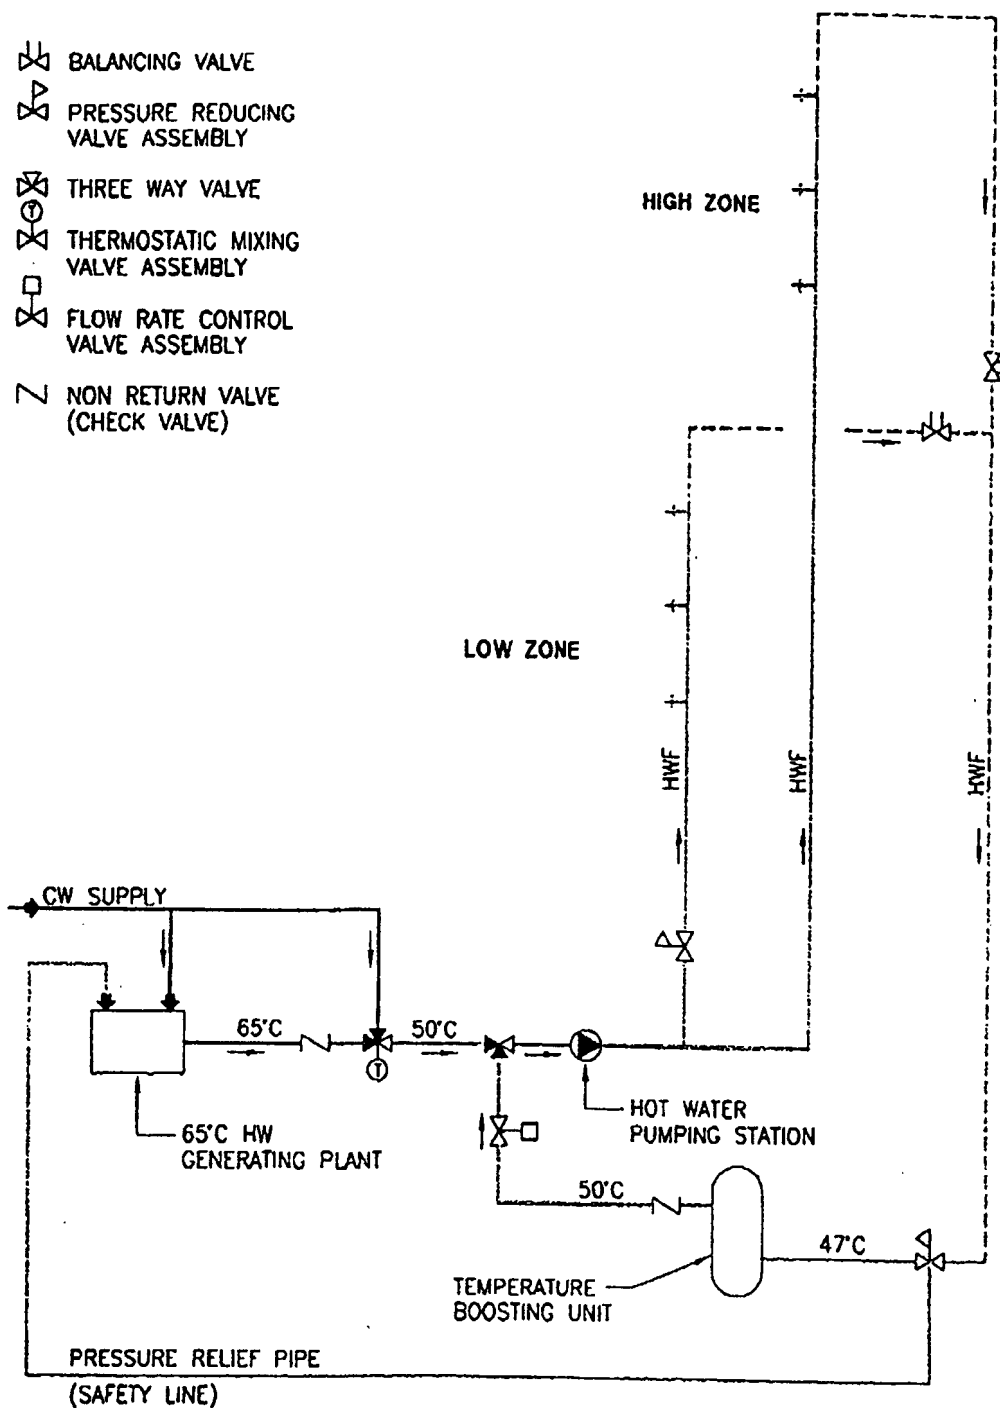 BALANCING VALVE
PRESSURE REDUCING
VALVE ASSEMBLY
THREE WAY VALVE
T
THERMOSTATIC MIXING
VALVE ASSEMBLY
FLOW RATE CONTROL
VALVE ASSEMBLY
NON RETURN VALVE
(CHECK VALVE)
HIGH ZONE
LOW ZONE
HWF
HWF
HWF
CW SUPPLY
65°C
50°C
T
65°C HW
GENERATING PLANT
HOT WATER
PUMPING STATION
50°C
47°C
TEMPERATURE
BOOSTING UNIT
PRESSURE RELIEF PIPE
(SAFETY LINE)